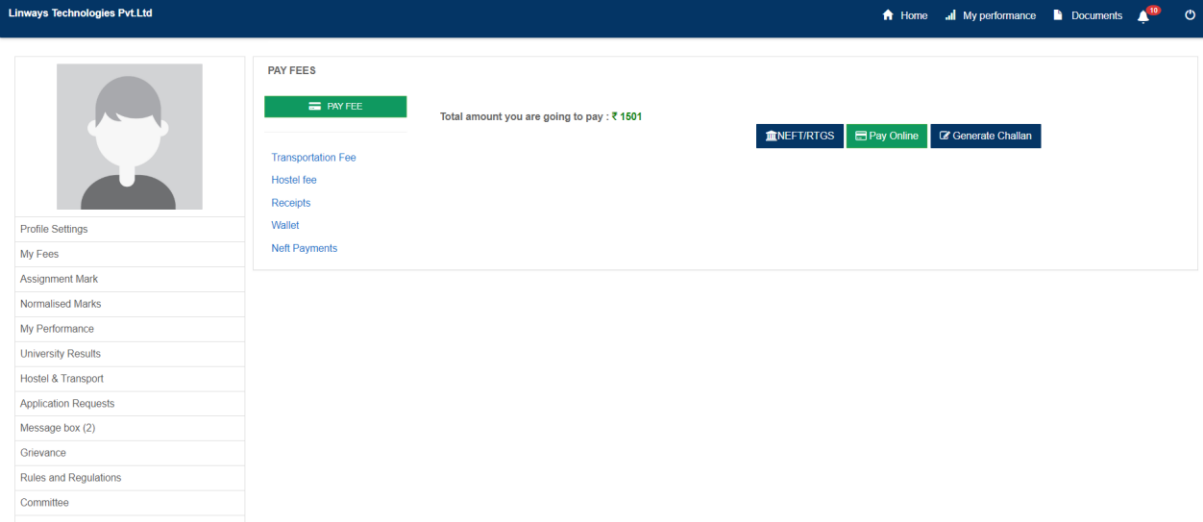 Linways Technologies Pvt.Ltd
Home My performance Documents 10
PAY FEES
PAY FEE
Total amount you are going to pay : ₹ 1501
NEFT/RTGS Pay Online Generate Challan
Transportation Fee
Hostel fee
Receipts
Wallet
Neft Payments
Profile Settings
My Fees
Assignment Mark
Normalised Marks
My Performance
University Results
Hostel & Transport
Application Requests
Message box (2)
Grievance
Rules and Regulations
Committee